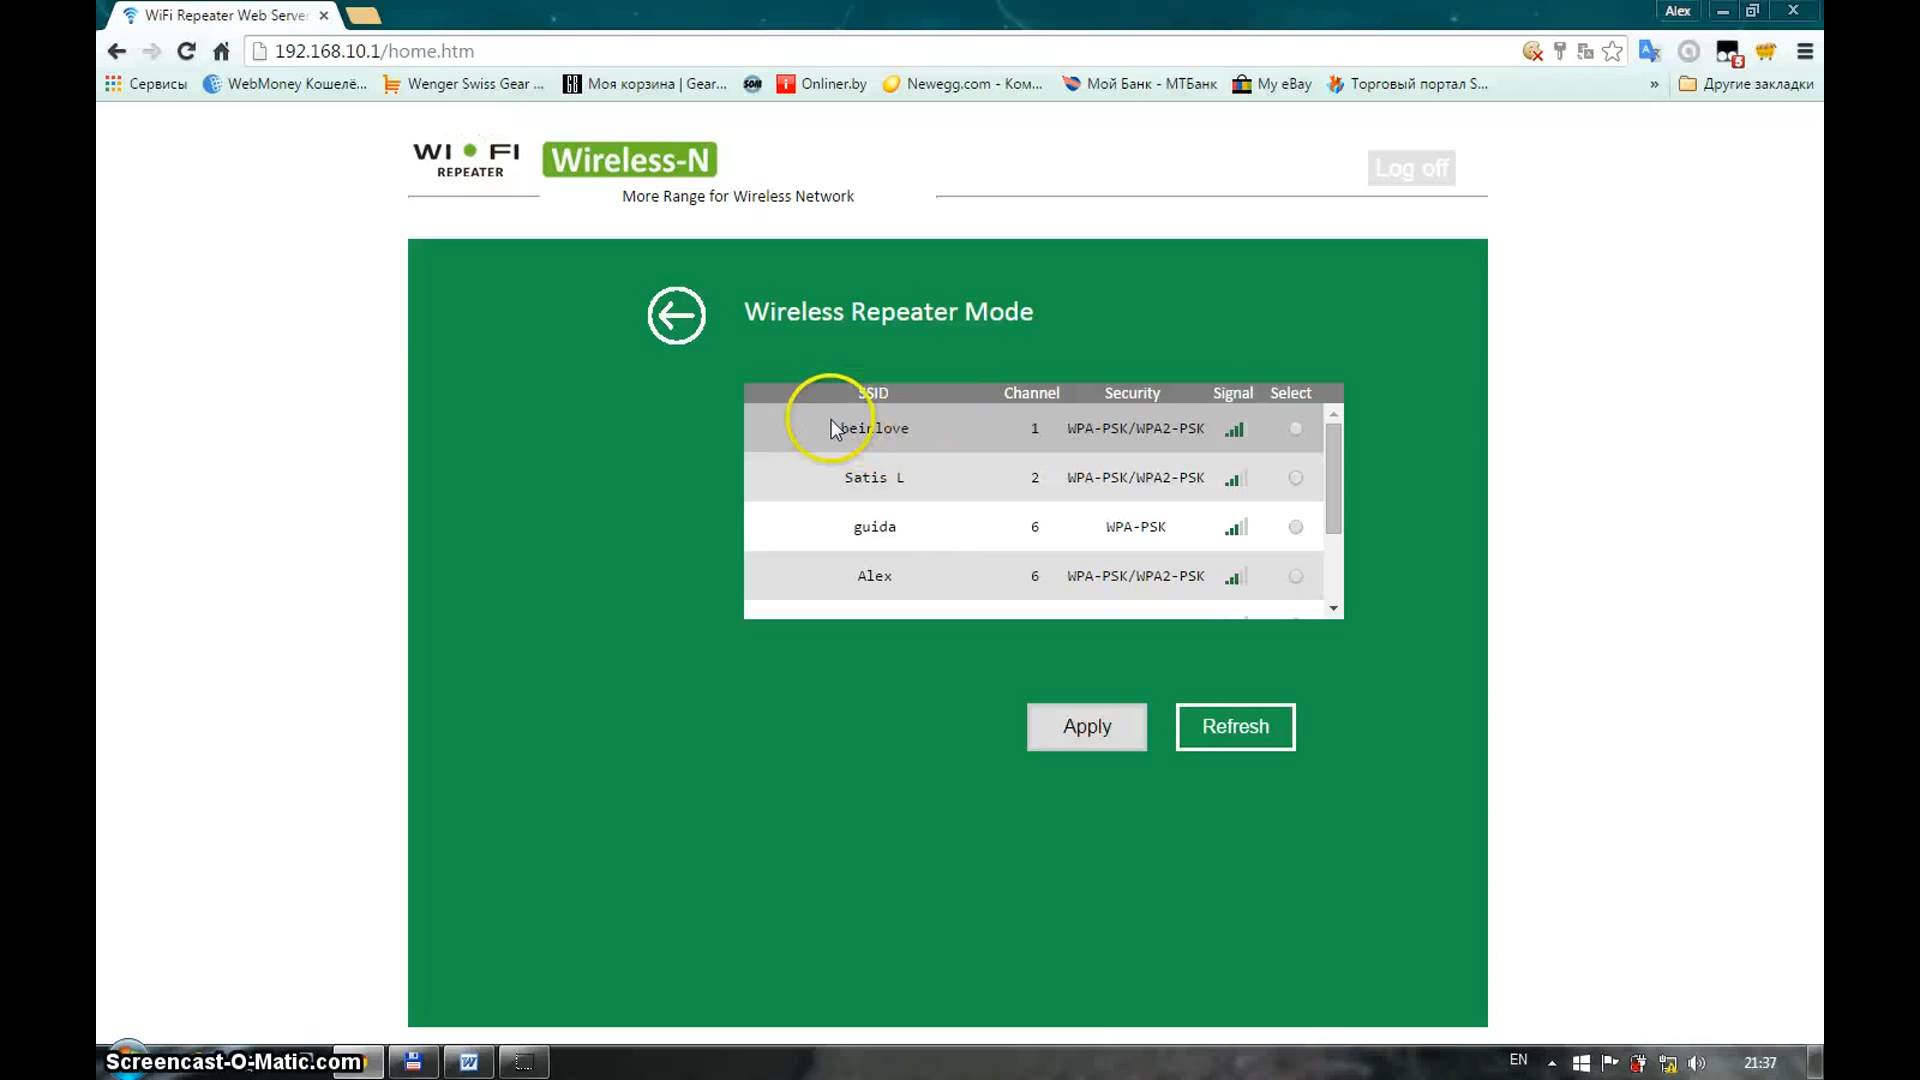 WiFi Repeater Web Server
Alex
192.168.10.1/home.htm
5
Сервисы WebMoney Кошелё... Wenger Swiss Gear ... Моя корзина | Gear... Onliner.by Newegg.com - Ком... Мой Банк - МТБанк My eBay Торговый портал S... » Другие закладки
WI FI
REPEATER
Wireless-N
Log off
More Range for Wireless Network
Wireless Repeater Mode
SSID Channel Security Signal Select
beinlove 1 WPA-PSK/WPA2-PSK
Satis L 2 WPA-PSK/WPA2-PSK
guida 6 WPA-PSK
Alex 6 WPA-PSK/WPA2-PSK
Apply Refresh
Screencast-O-Matic.com
EN 21:37